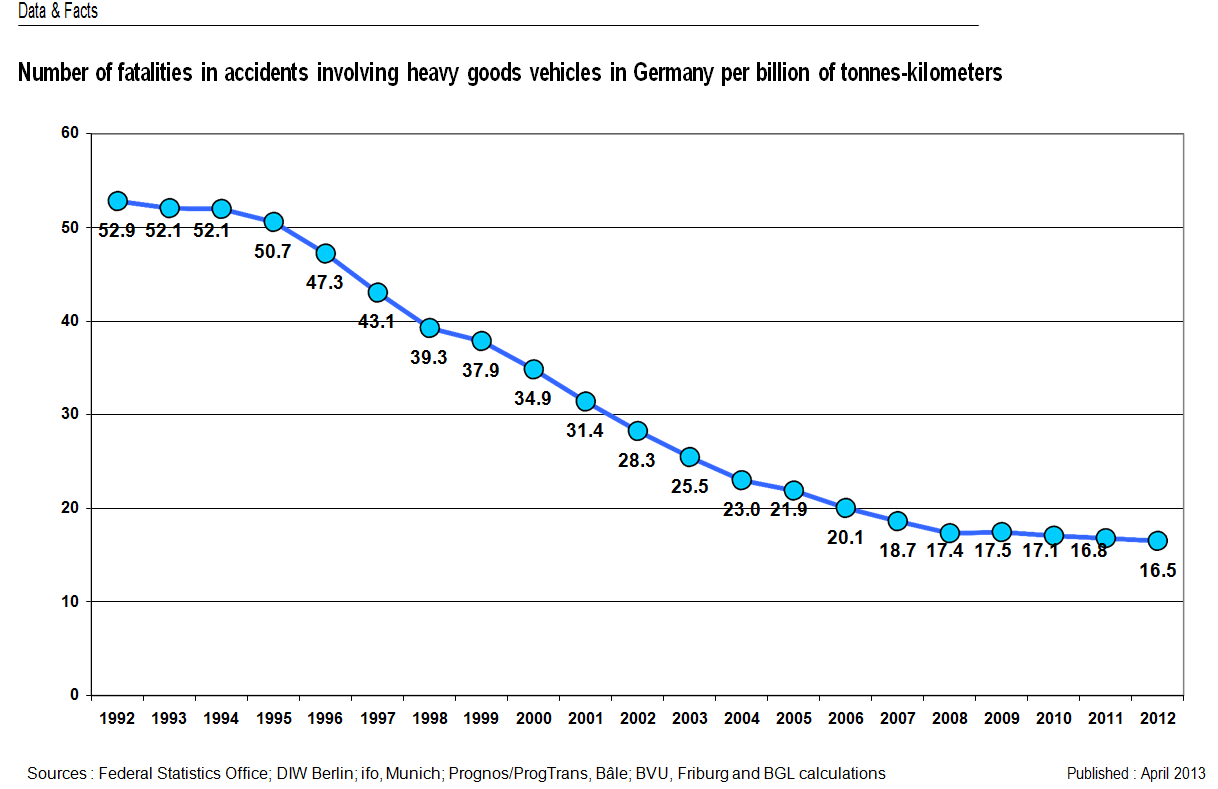 Data & Facts
Number of fatalities in accidents involving heavy goods vehicles in Germany per billion of tonnes-kilometers
60
50
40
30
20
10
0
52.9 52.1 52.1
50.7
47.3
43.1
39.3
37.9
34.9
31.4
28.3
25.5
23.0 21.9
20.1
18.7 17.4 17.5 17.1 16.8
16.5
1992 1993 1994 1995 1996 1997 1998 1999 2000 2001 2002 2003 2004 2005 2006 2007 2008 2009 2010 2011 2012
Sources : Federal Statistics Office; DIW Berlin; ifo, Munich; Prognos/ProgTrans, Bâle; BVU, Friburg and BGL calculations
Published : April 2013